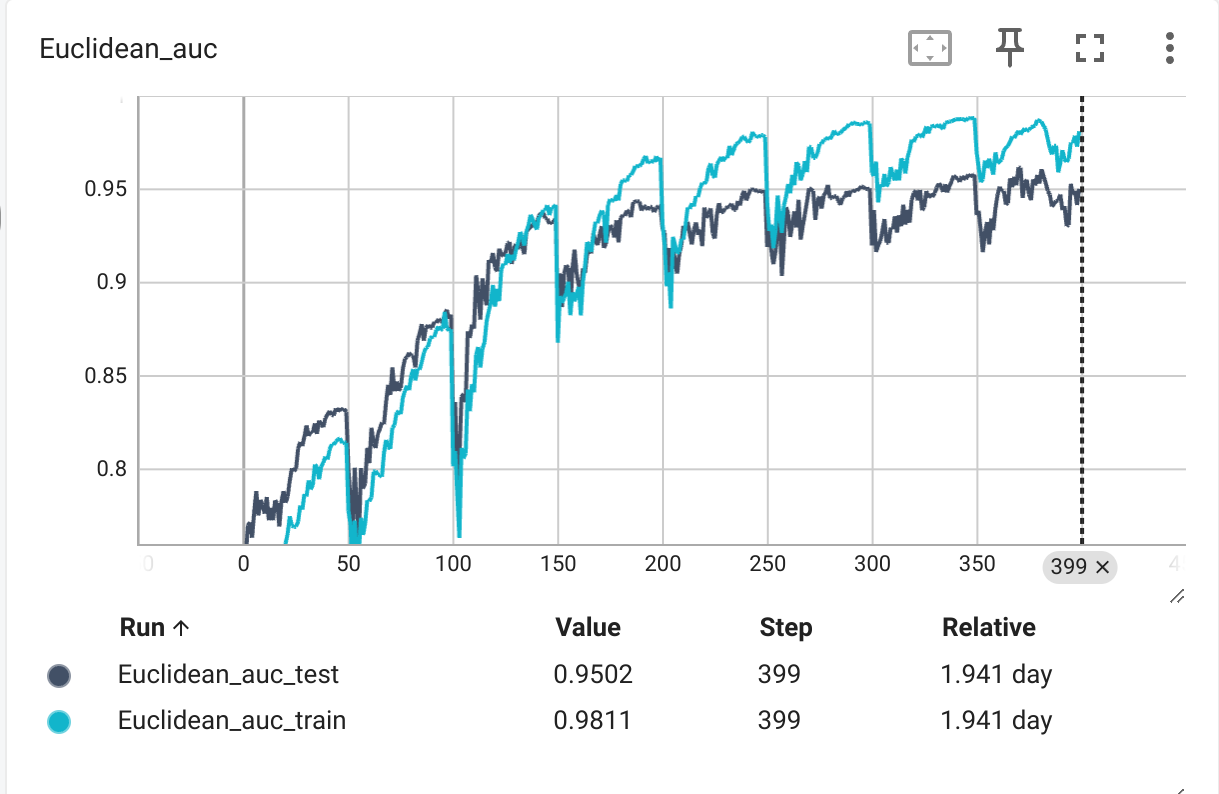 Euclidean_auc
0.95
0.9
0.85
0.8
0 0 50 100 150 200 250 300 350 399 × 4
Run ↑ Value Step Relative
Euclidean_auc_test 0.9502 399 1.941 day
Euclidean_auc_train 0.9811 399 1.941 day